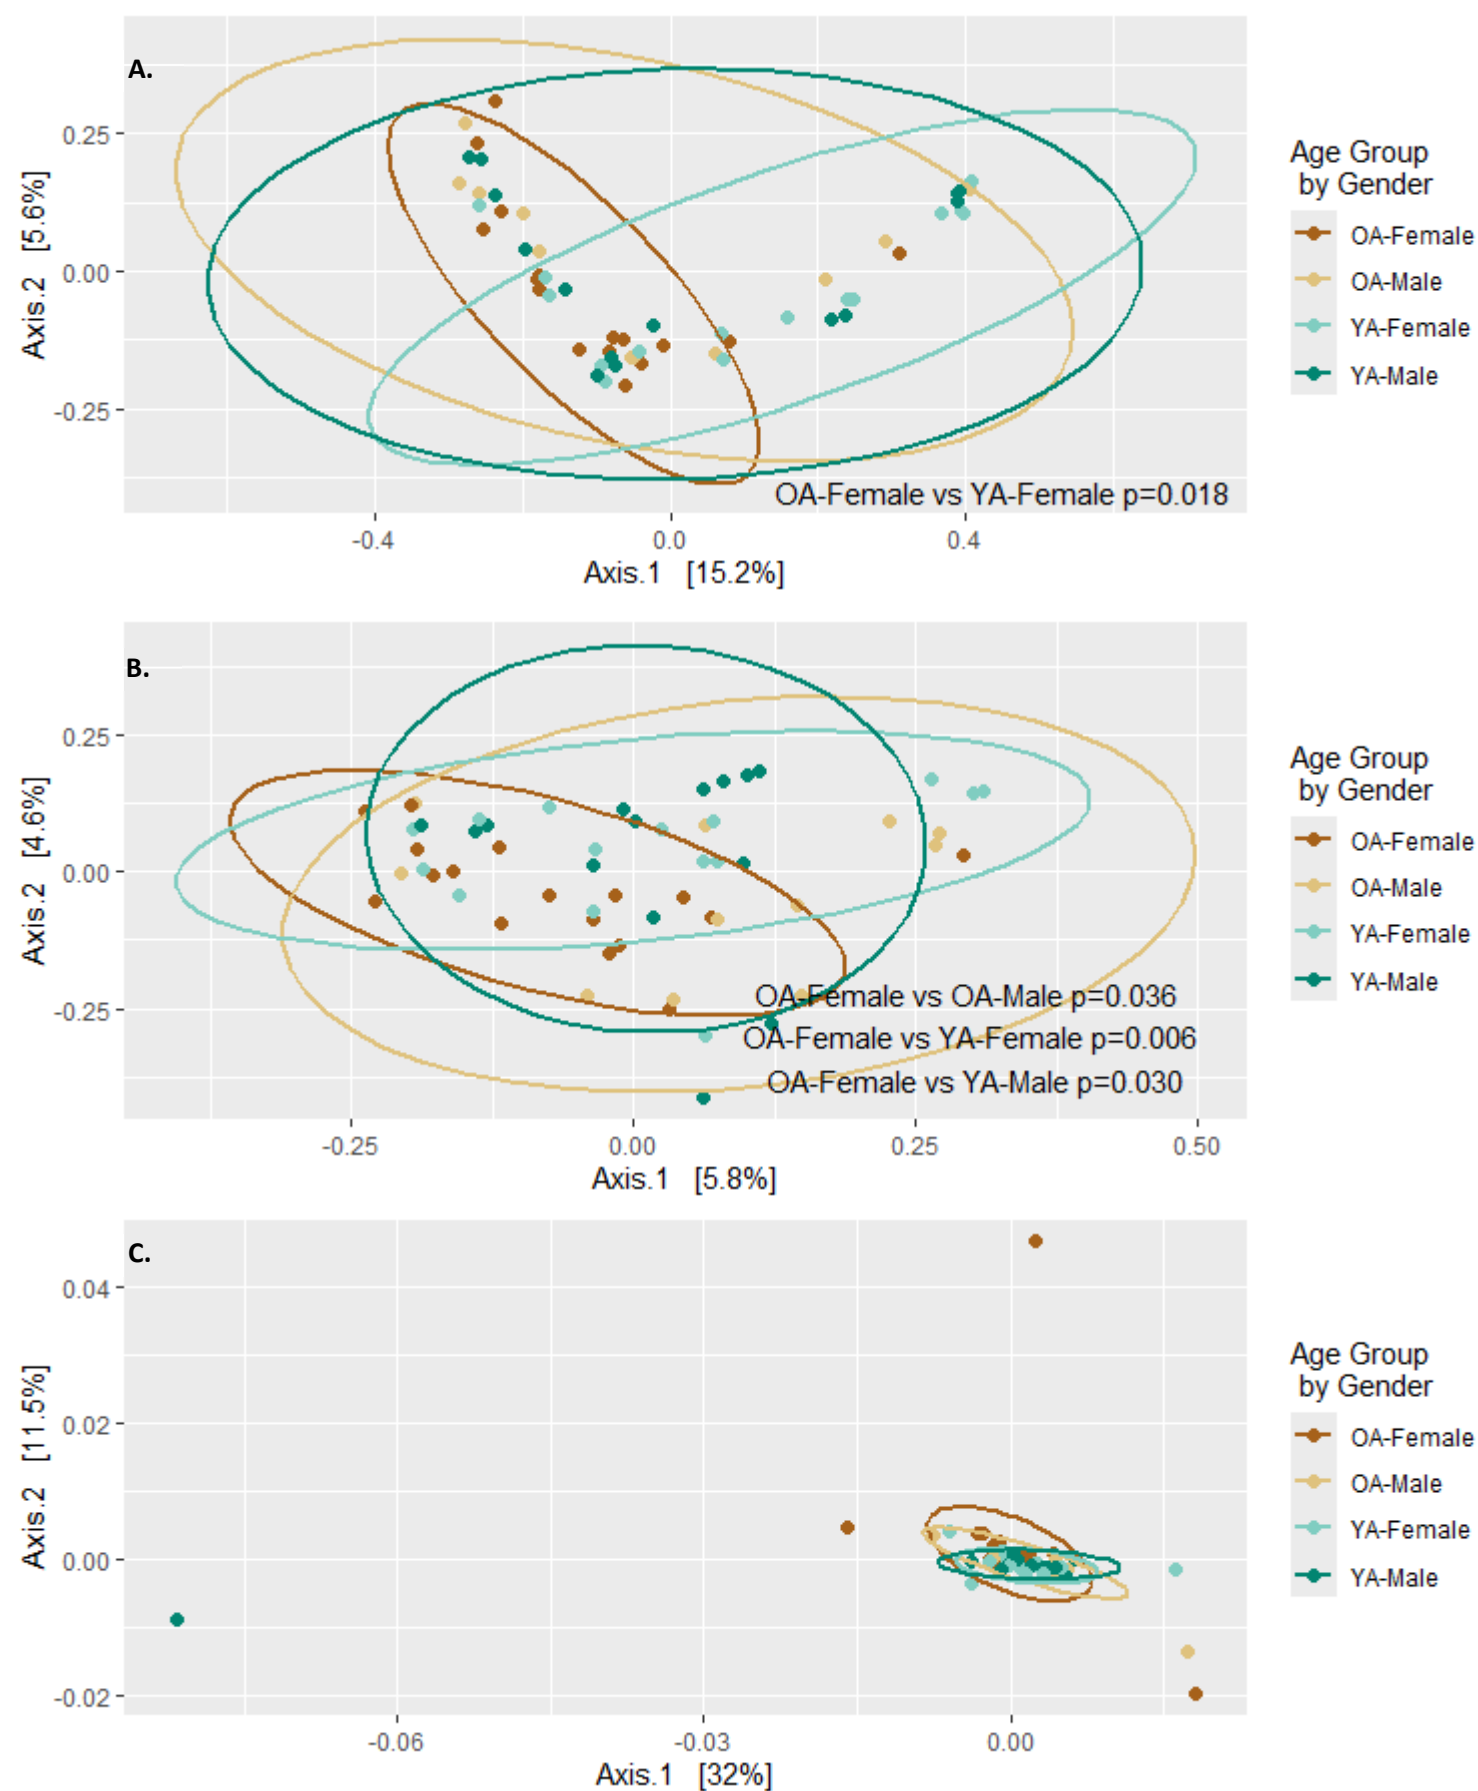 A.
0.25
0.00
-0.25
Axis.2 [5.6%]
-0.4
0.0
0.4
Axis.1 [15.2%]
OA-Female vs YA-Female p=0.018
Age Group
by Gender
OA-Female
OA-Male
YA-Female
YA-Male
B.
0.25
0.00
-0.25
Axis.2 [4.6%]
OA-Female vs OA-Male p=0.036
OA-Female vs YA-Female p=0.006
OA-Female vs YA-Male p=0.030
-0.25
0.00
0.25
0.50
Axis.1 [5.8%]
Age Group
by Gender
OA-Female
OA-Male
YA-Female
YA-Male
C.
0.04
0.02
0.00
-0.02
Axis.2 [11.5%]
-0.06
-0.03
0.00
Axis.1 [32%]
Age Group
by Gender
OA-Female
OA-Male
YA-Female
YA-Male